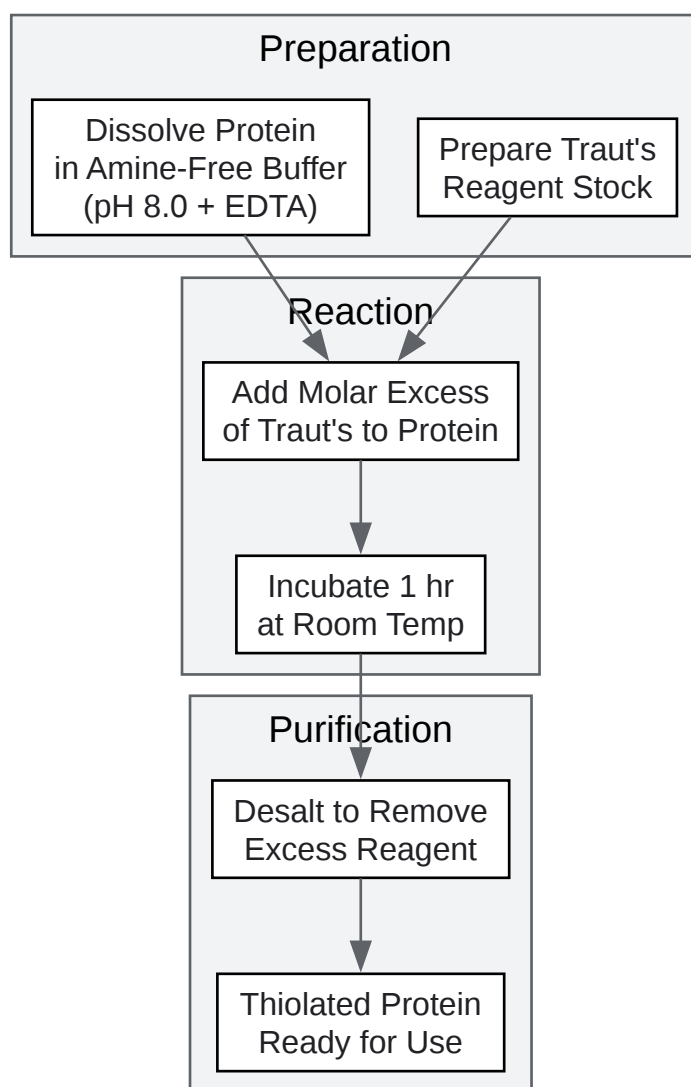 Preparation
Dissolve Protein
in Amine-Free Buffer
(pH 8.0 + EDTA)
Prepare Traut's
Reagent Stock
Reaction
Add Molar Excess
of Traut's to Protein
Incubate 1 hr
at Room Temp
Purification
Desalt to Remove
Excess Reagent
Thiolated Protein
Ready for Use